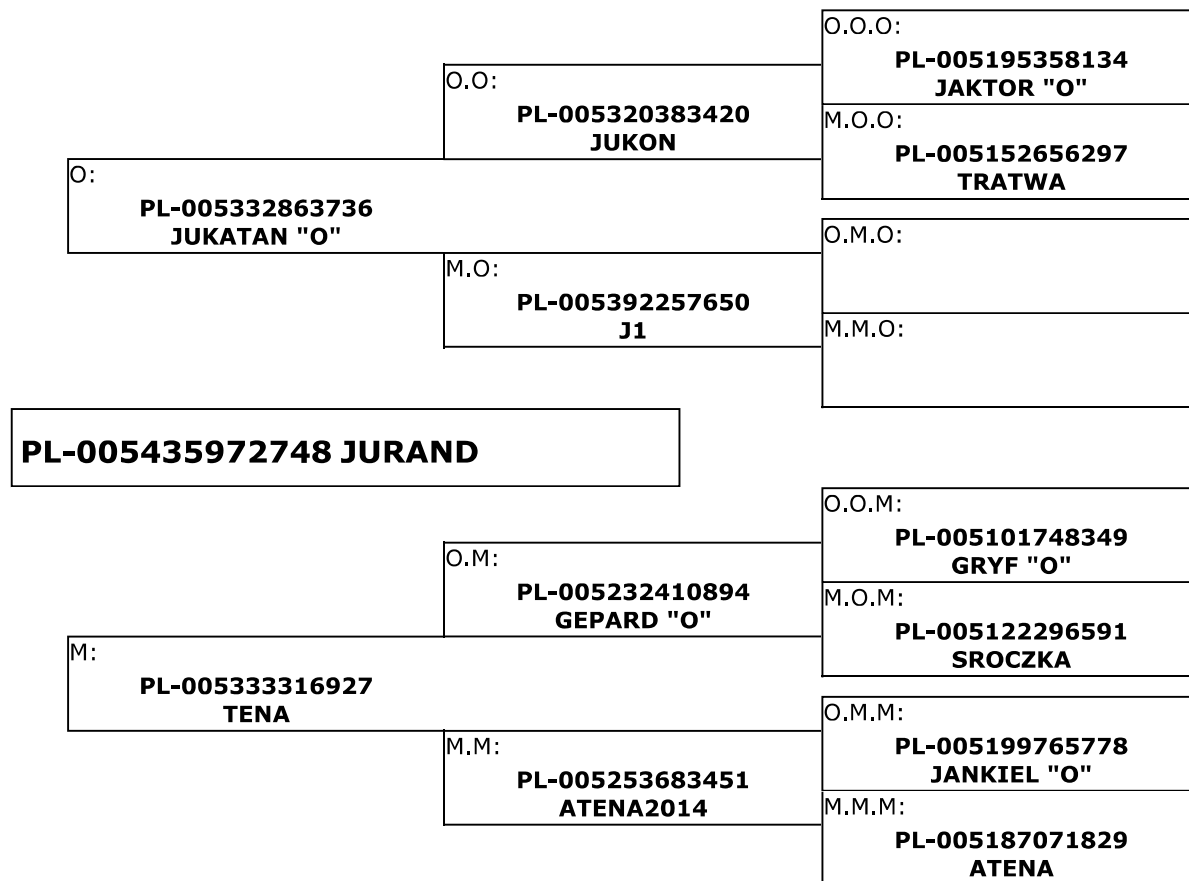 O.O.O:
PL-005195358134
JAKTOR "O"
O.O:
PL-005320383420
JUKON
M.O.O:
PL-005152656297
TRATWA
O:
PL-005332863736
JUKATAN "O"
O.M.O:
M.O:
PL-005392257650
J1
M.M.O:
PL-005435972748 JURAND
O.O.M:
PL-005101748349
GRYF "O"
O.M:
PL-005232410894
GEPARD "O"
M.O.M:
PL-005122296591
SROCZKA
M:
PL-005333316927
TENA
O.M.M:
PL-005199765778
JANKIEL "O"
M.M:
PL-005253683451
ATENA2014
M.M.M:
PL-005187071829
ATENA